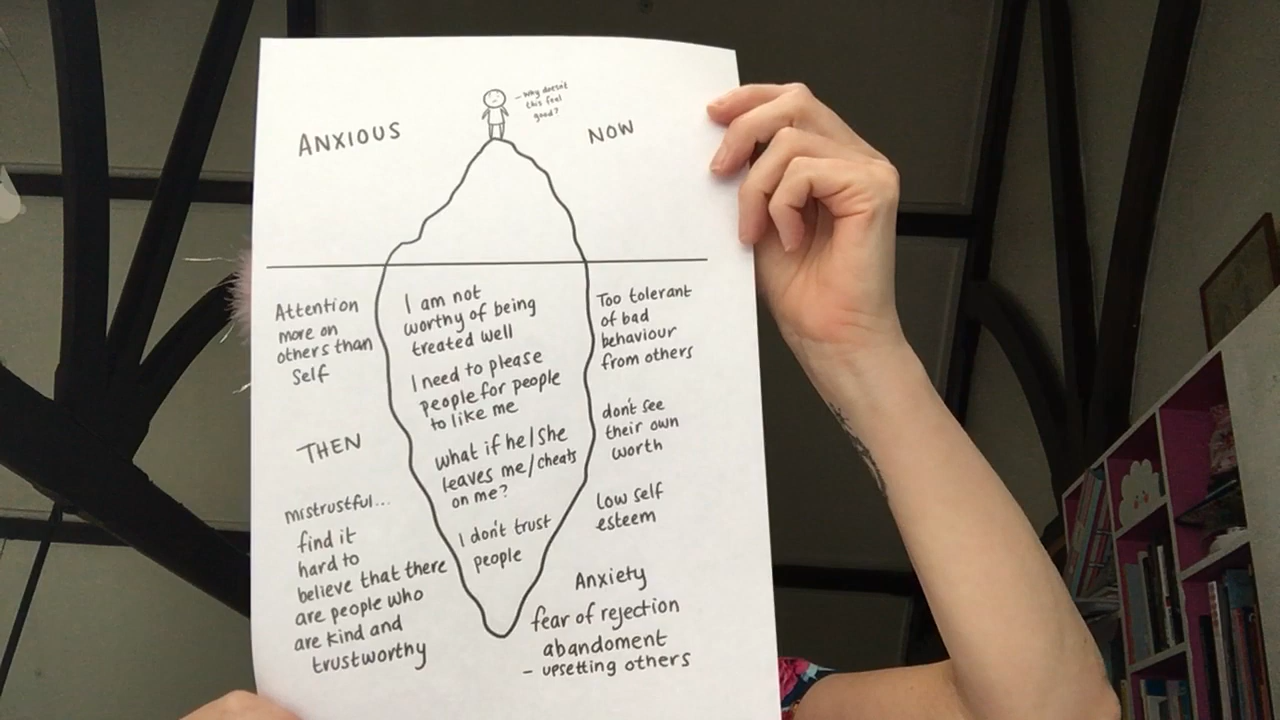 ANXIOUS
- Why doesn't
this feel
good?
NOW
Attention
more on
others than
Self
THEN
mistrustful...
find it
hard to
believe that there
are people who
are kind and
trustworthy
I am not
worthy of being
treated well
I need to please
people for people
to like me
what if he/she
leaves me/cheats
on me?
I don't trust
people
Too tolerant
of bad
behaviour
from others
don't see
their own
worth
Low self
esteem
Anxiety
fear of rejection
abandoment
- upsetting others